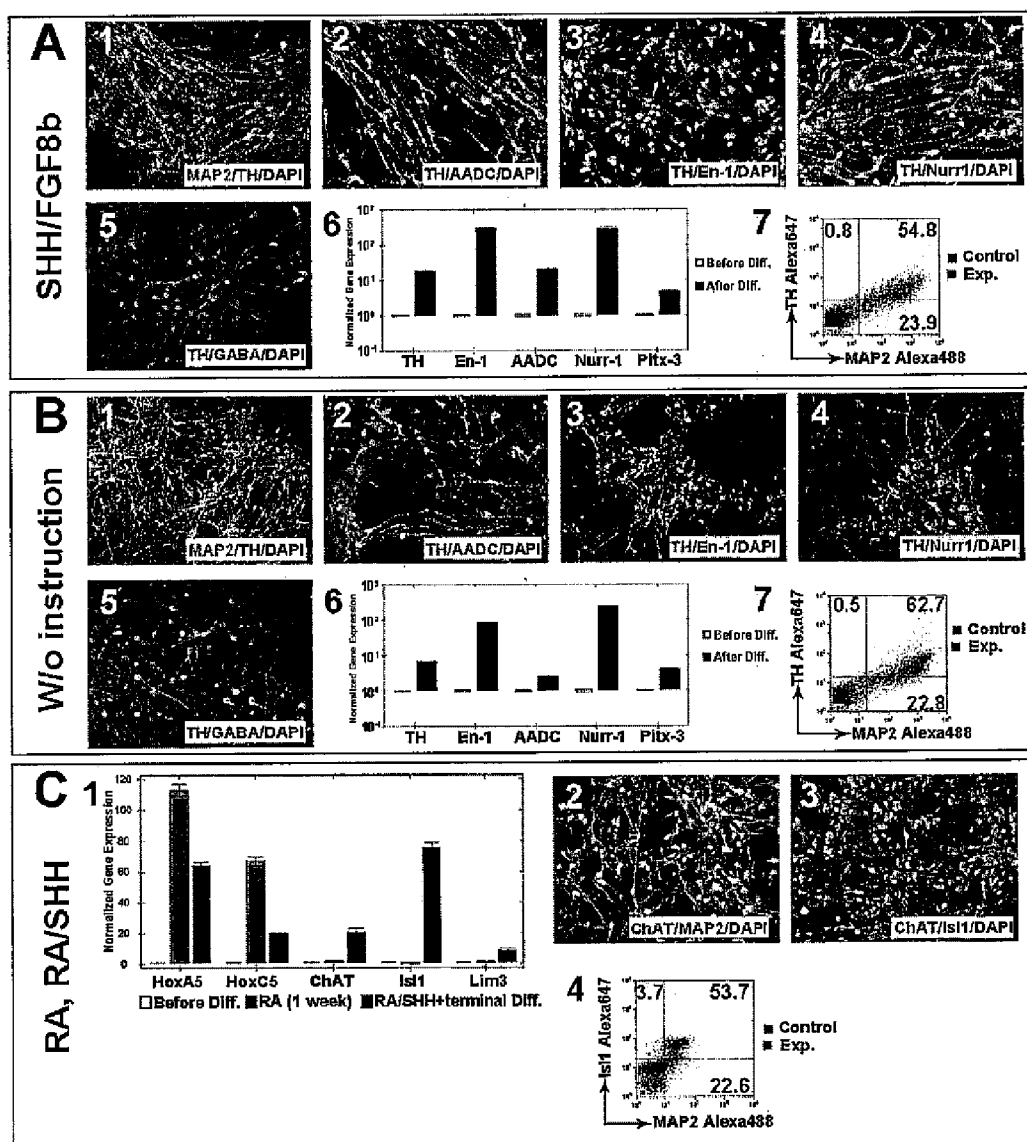 A
SHH/FGF8b
1
MAP2/TH/DAPI
2
TH/AADC/DAPI
3
TH/En-1/DAPI
4
TH/Nurr1/DAPI
5
TH/GABA/DAPI
6
Normalized Gene Expression
10³
10²
10¹
10⁰
10⁻¹
TH En-1 AADC Nurr-1 Pitx-3
Before Diff.
After Diff.
7
TH Alexa647
0.8 54.8
23.9
MAP2 Alexa488
Control
Exp.
B
W/o instruction
1
MAP2/TH/DAPI
2
TH/AADC/DAPI
3
TH/En-1/DAPI
4
TH/Nurr1/DAPI
5
TH/GABA/DAPI
6
Normalized Gene Expression
TH En-1 AADC Nurr-1 Pitx-3
Before Diff.
After Diff.
7
TH Alexa647
0.5 62.7
22.8
MAP2 Alexa488
Control
Exp.
C
RA, RA/SHH
1
Normalized Gene Expression
120
100
80
60
40
20
0
HoxA5 HoxC5 ChAT Isl1 Lim3
Before Diff. RA (1 week) RA/SHH+terminal Diff.
2
ChAT/MAP2/DAPI
3
ChAT/Isl1/DAPI
4
Isl1 Alexa647
3.7 53.7
22.6
MAP2 Alexa488
Control
Exp.